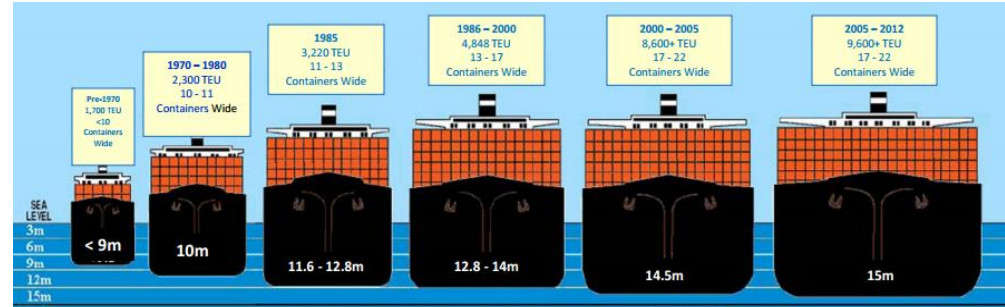 Pre-1970
1,700 TEU
<10
Containers
Wide
1970 – 1980
2,300 TEU
10 - 11
Containers Wide
1985
3,220 TEU
11 - 13
Containers Wide
1986 – 2000
4,848 TEU
13 - 17
Containers Wide
2000 – 2005
8,600+ TEU
17 - 22
Containers Wide
2005 – 2012
9,600+ TEU
17 - 22
Containers Wide
SEA
LEVEL
3m
6m
9m
12m
15m
< 9m
10m
11.6 - 12.8m
12.8 - 14m
14.5m
15m